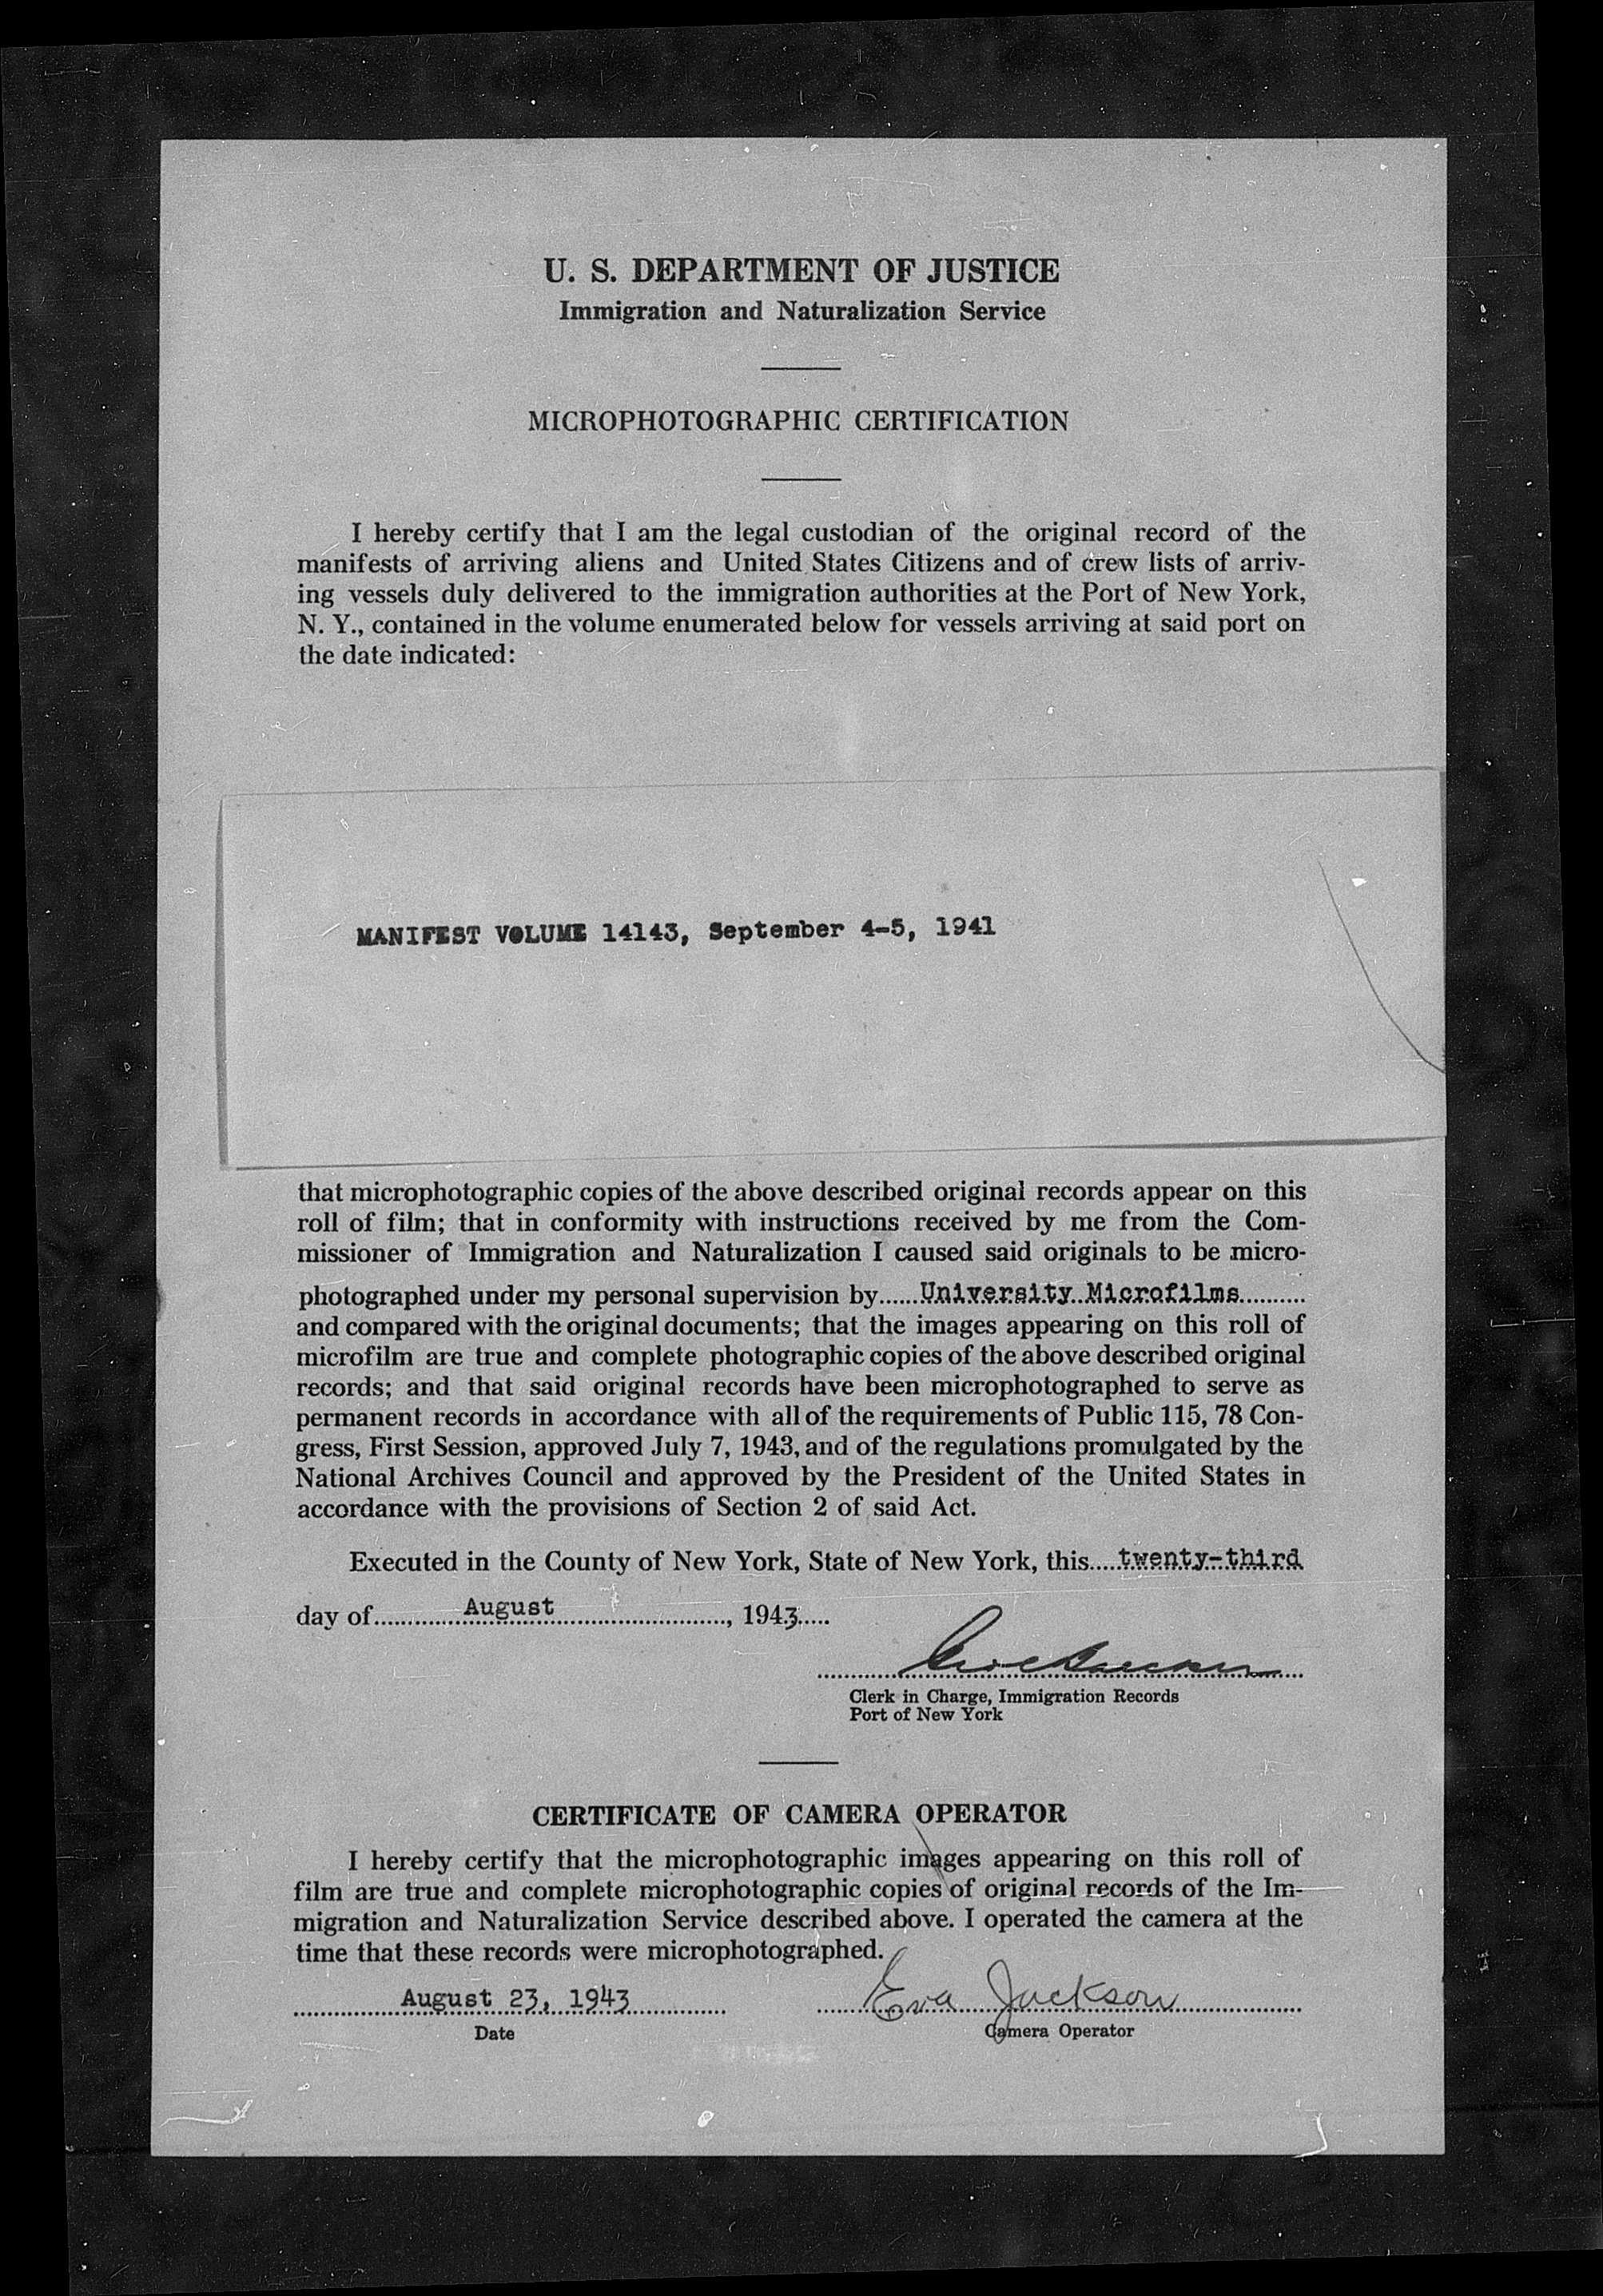 U. S. DEPARTMENT OF JUSTICE
Immigration and Naturalization Service
MICROPHOTOGRAPHIC CERTIFICATION
I hereby certify that I am the legal custodian of the original record of the
manifests of arriving aliens and United States Citizens and of crew lists of arriv-
ing vessels duly delivered to the immigration authorities at the Port of New York,
N. Y., contained in the volume enumerated below for vessels arriving at said port on
the date indicated:
MANIFEST VOLUME 14143, September 4-5, 1941
that microphotographic copies of the above described original records appear on this
roll of film; that in conformity with instructions received by me from the Com-
missioner of Immigration and Naturalization I caused said originals to be micro-
photographed under my personal supervision by......University Microfilms..........
and compared with the original documents; that the images appearing on this roll of
microfilm are true and complete photographic copies of the above described original
records; and that said original records have been microphotographed to serve as
permanent records in accordance with all of the requirements of Public 115, 78 Con-
gress, First Session, approved July 7, 1943, and of the regulations promulgated by the
National Archives Council and approved by the President of the United States in
accordance with the provisions of Section 2 of said Act.
Executed in the County of New York, State of New York, this....twenty-third
day of..............August............................., 1943.....
Clerk in Charge, Immigration Records
Port of New York
CERTIFICATE OF CAMERA OPERATOR
I hereby certify that the microphotographic images appearing on this roll of
film are true and complete microphotographic copies of original records of the Im-
migration and Naturalization Service described above. I operated the camera at the
time that these records were microphotographed.
August 23, 1943 Eva Jackson
Date Camera Operator